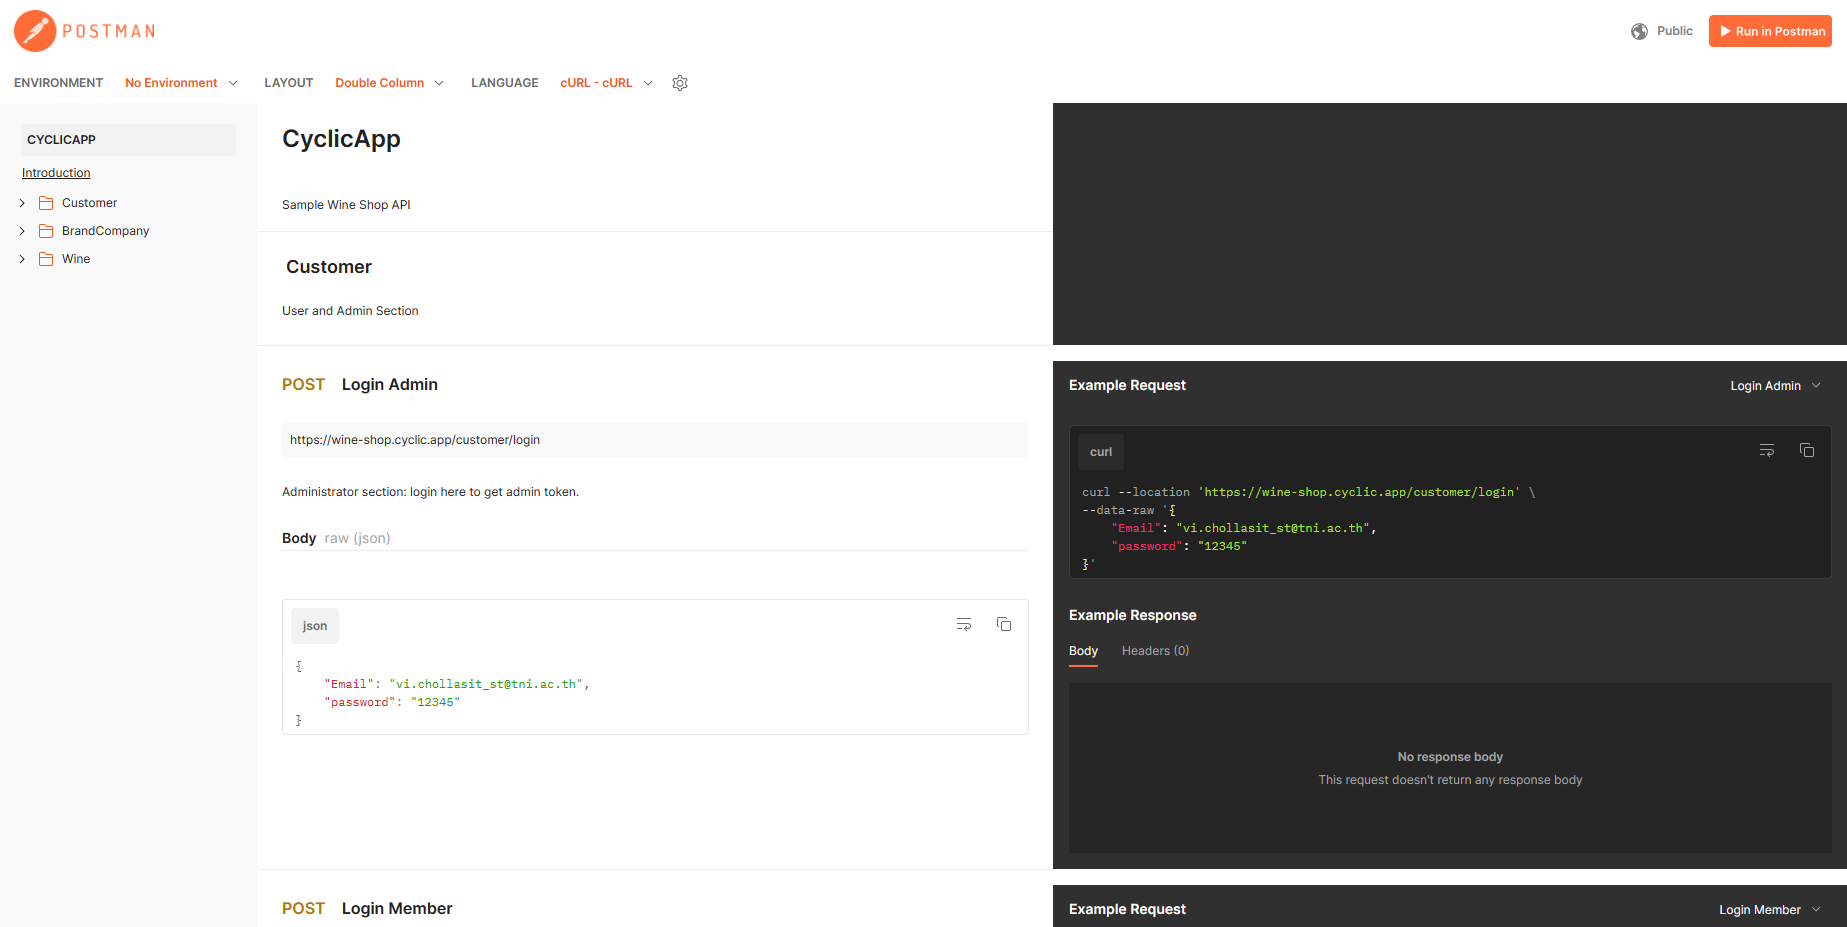 POSTMAN
Public
Run in Postman
ENVIRONMENT No Environment LAYOUT Double Column LANGUAGE cURL - cURL
CYCLICAPP
Introduction
Customer
BrandCompany
Wine
CyclicApp
Sample Wine Shop API
Customer
User and Admin Section
POST Login Admin
https://wine-shop.cyclic.app/customer/login
Administrator section: login here to get admin token.
Body raw (json)
json
{
    "Email": "vi.chollasit_st@tni.ac.th",
    "password": "12345"
}
Example Request
Login Admin
curl
curl --location 'https://wine-shop.cyclic.app/customer/login' \
--data-raw '{
    "Email": "vi.chollasit_st@tni.ac.th",
    "password": "12345"
}'
Example Response
Body Headers (0)
No response body
This request doesn't return any response body
POST Login Member
Example Request
Login Member